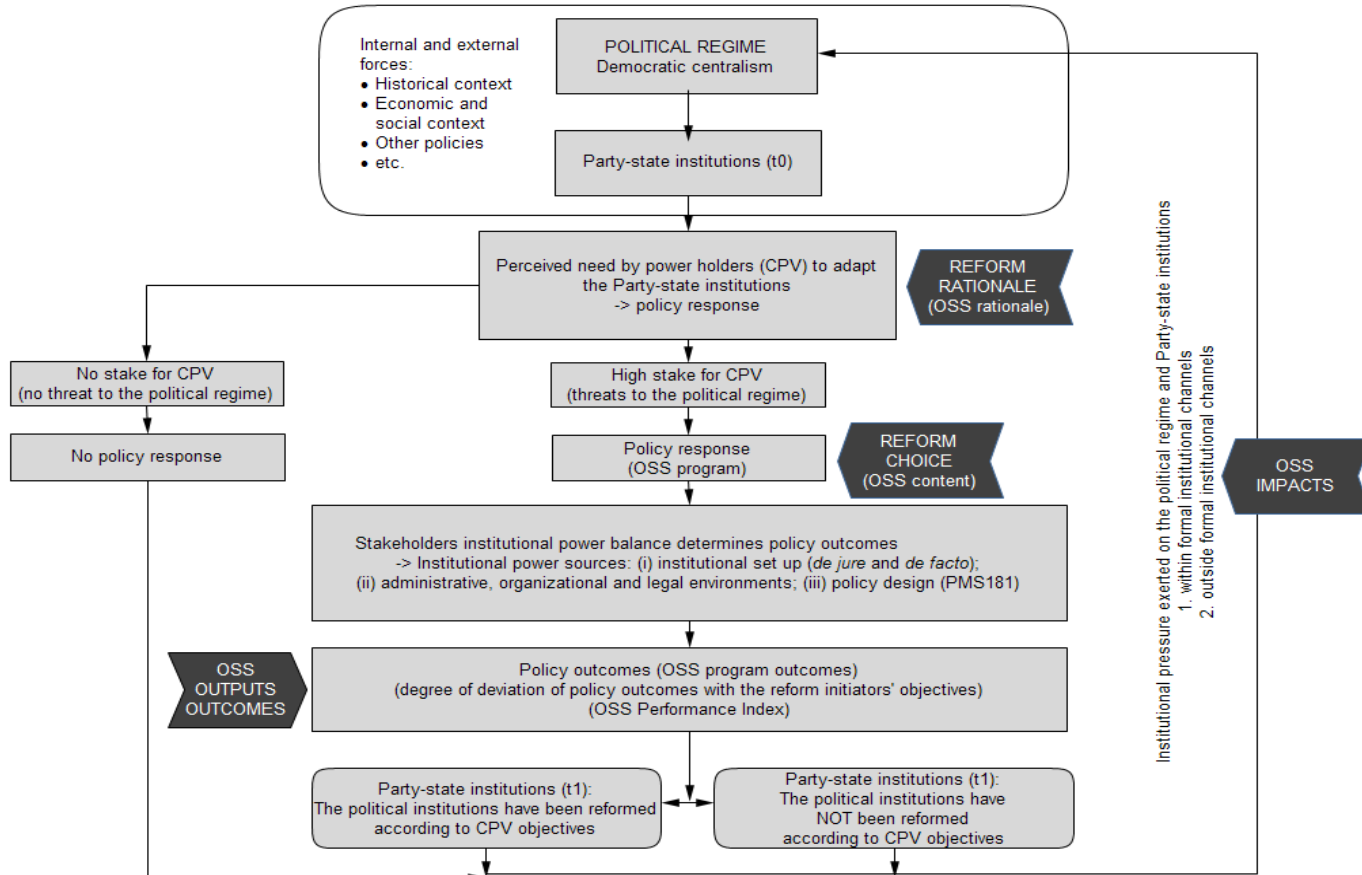 Internal and external
forces:
• Historical context
• Economic and
social context
• Other policies
• etc.
POLITICAL REGIME
Democratic centralism
Party-state institutions (t0)
Perceived need by power holders (CPV) to adapt
the Party-state institutions
-> policy response
REFORM
RATIONALE
(OSS rationale)
No stake for CPV
(no threat to the political regime)
High stake for CPV
(threats to the political regime)
No policy response
Policy response
(OSS program)
REFORM
CHOICE
(OSS content)
Institutional pressure exerted on the political regime and Party-state institutions
1. within formal institutional channels
2. outside formal institutional channels
OSS
IMPACTS
Stakeholders institutional power balance determines policy outcomes
-> Institutional power sources: (i) institutional set up (de jure and de facto);
(ii) administrative, organizational and legal environments; (iii) policy design (PMS181)
OSS
OUTPUTS
OUTCOMES
Policy outcomes (OSS program outcomes)
(degree of deviation of policy outcomes with the reform initiators' objectives)
(OSS Performance Index)
Party-state institutions (t1):
The political institutions have been reformed
according to CPV objectives
Party-state institutions (t1):
The political institutions have
NOT been reformed
according to CPV objectives